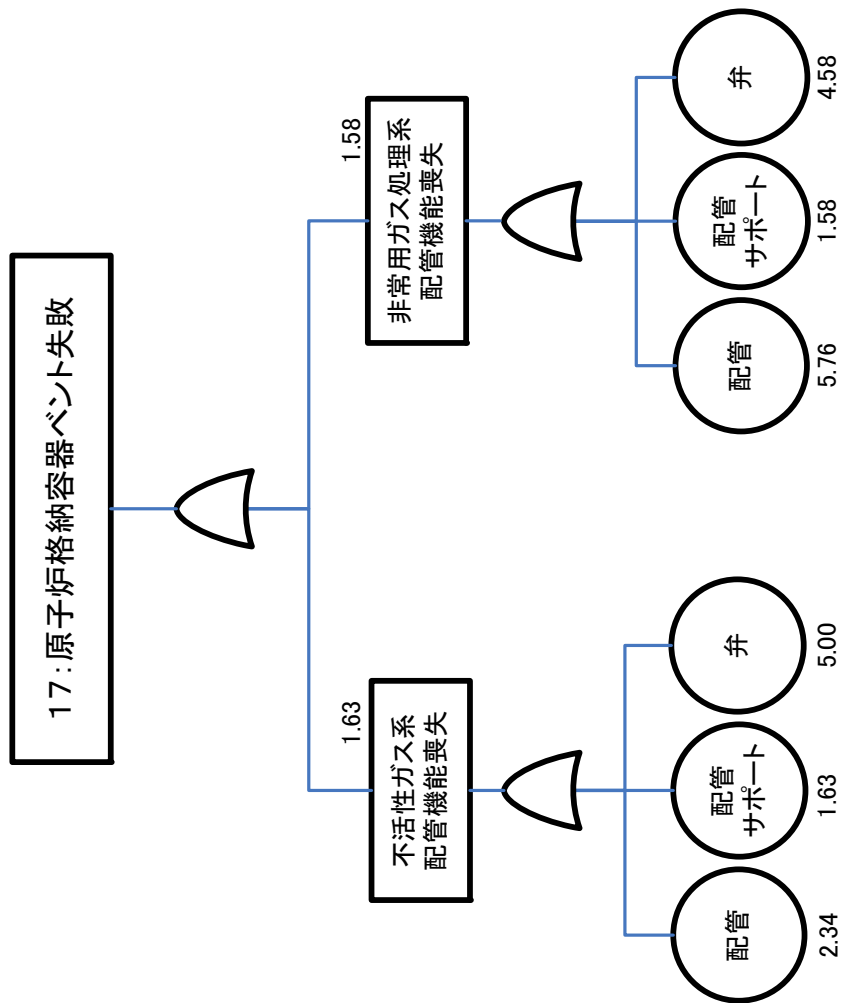 17:原子炉格納容器ベント失敗
1.63
不活性ガス系
配管機能喪失
1.58
非常用ガス処理系
配管機能喪失
配管
2.34
配管
サポート
1.63
弁
5.00
配管
5.76
配管
サポート
1.58
弁
4.58